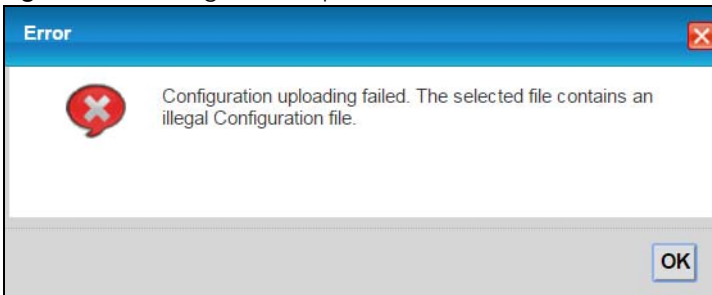 Error
Configuration uploading failed. The selected file contains an
illegal Configuration file.
OK